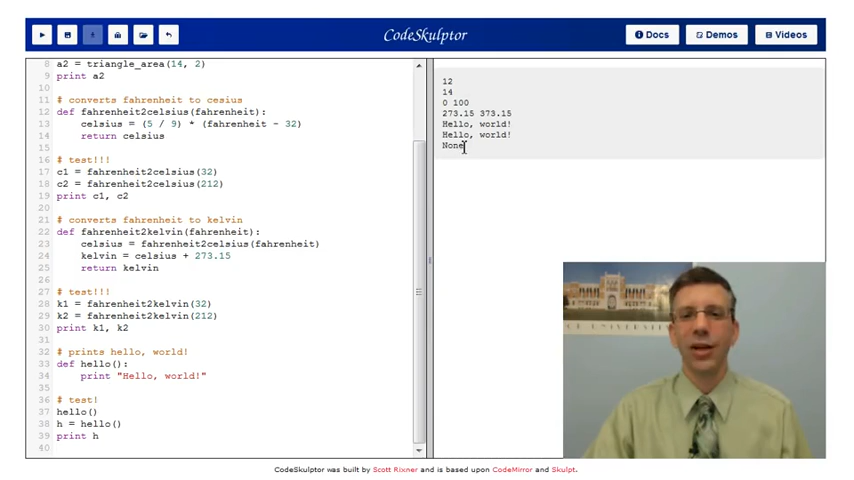 CodeSkulptor
Docs
Demos
Videos
8 a2 = triangle_area(14, 2)
9 print a2
10
11 # converts fahrenheit to cesius
12 def fahrenheit2celsius(fahrenheit):
13     celsius = (5 / 9) * (fahrenheit - 32)
14     return celsius
15
16 # test!!!
17 c1 = fahrenheit2celsius(32)
18 c2 = fahrenheit2celsius(212)
19 print c1, c2
20
21 # converts fahrenheit to kelvin
22 def fahrenheit2kelvin(fahrenheit):
23     celsius = fahrenheit2celsius(fahrenheit)
24     kelvin = celsius + 273.15
25     return kelvin
26
27 # test!!!
28 k1 = fahrenheit2kelvin(32)
29 k2 = fahrenheit2kelvin(212)
30 print k1, k2
31
32 # prints hello, world!
33 def hello():
34     print "Hello, world!"
35
36 # test!
37 hello()
38 h = hello()
39 print h
40
12
14
0 100
273.15 373.15
Hello, world!
Hello, world!
None
CodeSkulptor was built by Scott Rixner and is based upon CodeMirror and Skulpt.